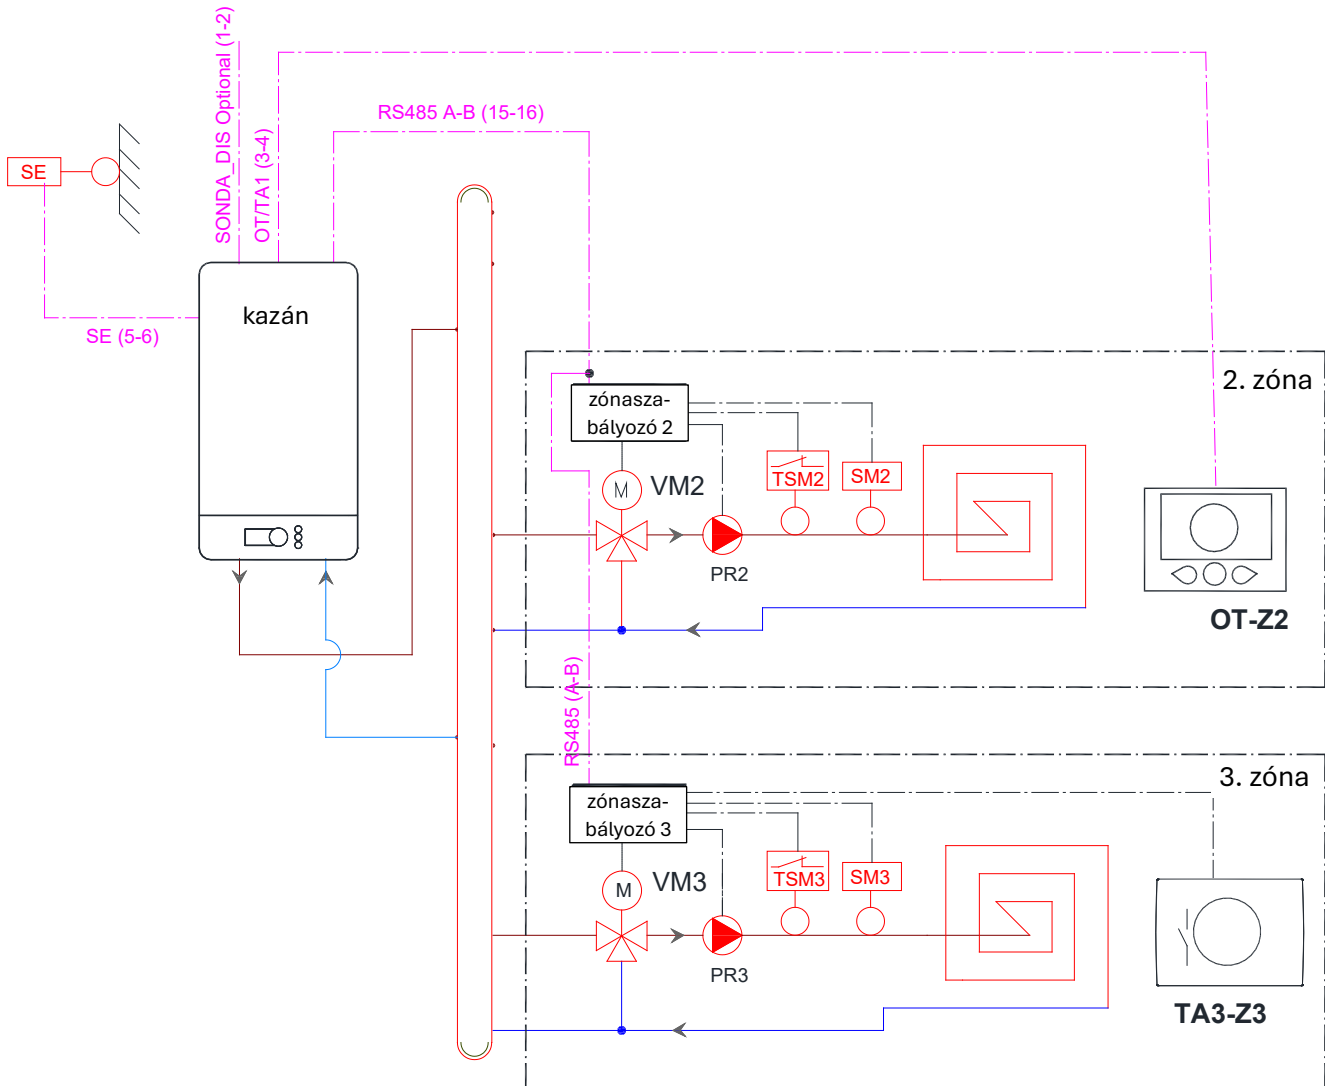 SONDA_DIS Optional (1-2)
OT/TA1 (3-4)
RS485 A-B (15-16)
SE
kazán
SE (5-6)
2. zóna
zónasza-
bályozó 2
M
VM2
TSM2
SM2
PR2
OT-Z2
RS485 (A-B)
3. zóna
zónasza-
bályozó 3
M
VM3
TSM3
SM3
PR3
TA3-Z3